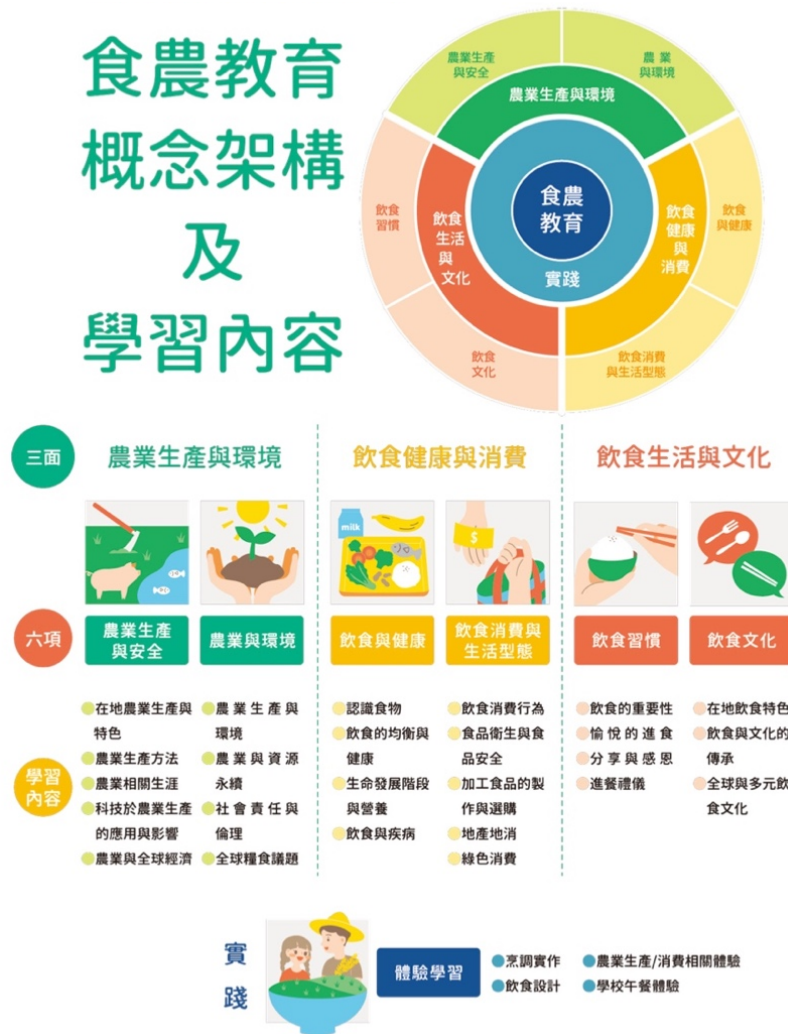 食農教育
概念架構
及
學習內容
農業生產
與安全
農業
與環境
農業生產與環境
飲食
習慣
飲食
生活
與
文化
食農
教育
實踐
飲食
健康
與
消費
飲食
與健康
飲食
文化
飲食消費
與生活型態
三面
農業生產與環境
飲食健康與消費
飲食生活與文化
milk
$
六項
農業生產
與安全
農業與環境
飲食與健康
飲食消費與
生活型態
飲食習慣
飲食文化
學習
內容
在地農業生產與
特色
農業生產方法
農業相關生涯
科技於農業生產
的應用與影響
農業與全球經濟
農業生產與
環境
農業與資源
永續
社會責任與
倫理
全球糧食議題
認識食物
飲食的均衡與
健康
生命發展階段
與營養
飲食與疾病
飲食消費行為
食品衛生與食
品安全
加工食品的製
作與選購
地產地消
綠色消費
飲食的重要性
愉悅的進食
分享與感恩
進餐禮儀
在地飲食特色
飲食與文化的
傳承
全球與多元飲
食文化
實
踐
體驗學習
烹調實作
農業生產/消費相關體驗
飲食設計
學校午餐體驗